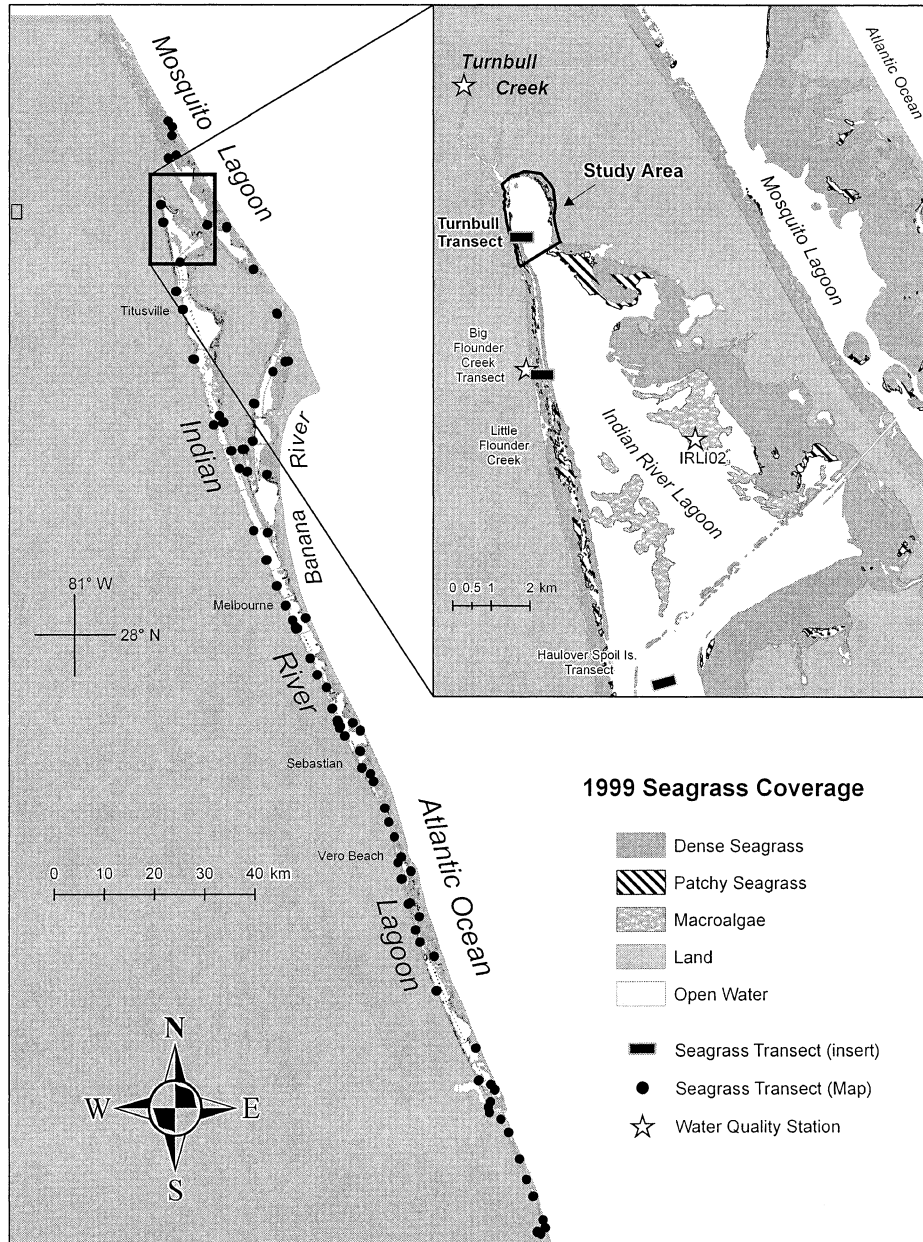 Mosquito
Lagoon
Titusville
Indian
River
Banana
81° W
28° N
Melbourne
River
Sebastian
Vero Beach
0 10 20 30 40 km
Lagoon
Atlantic Ocean
N
W
E
S
Turnbull
Creek
Atlantic Ocean
Study Area
Mosquito Lagoon
Turnbull
Transect
Big
Flounder
Creek
Transect
Little
Flounder
Creek
Indian River Lagoon
IRLI02
0 0.5 1 2 km
Haulover Spoil Is.
Transect
1999 Seagrass Coverage
Dense Seagrass
Patchy Seagrass
Macroalgae
Land
Open Water
Seagrass Transect (insert)
Seagrass Transect (Map)
Water Quality Station